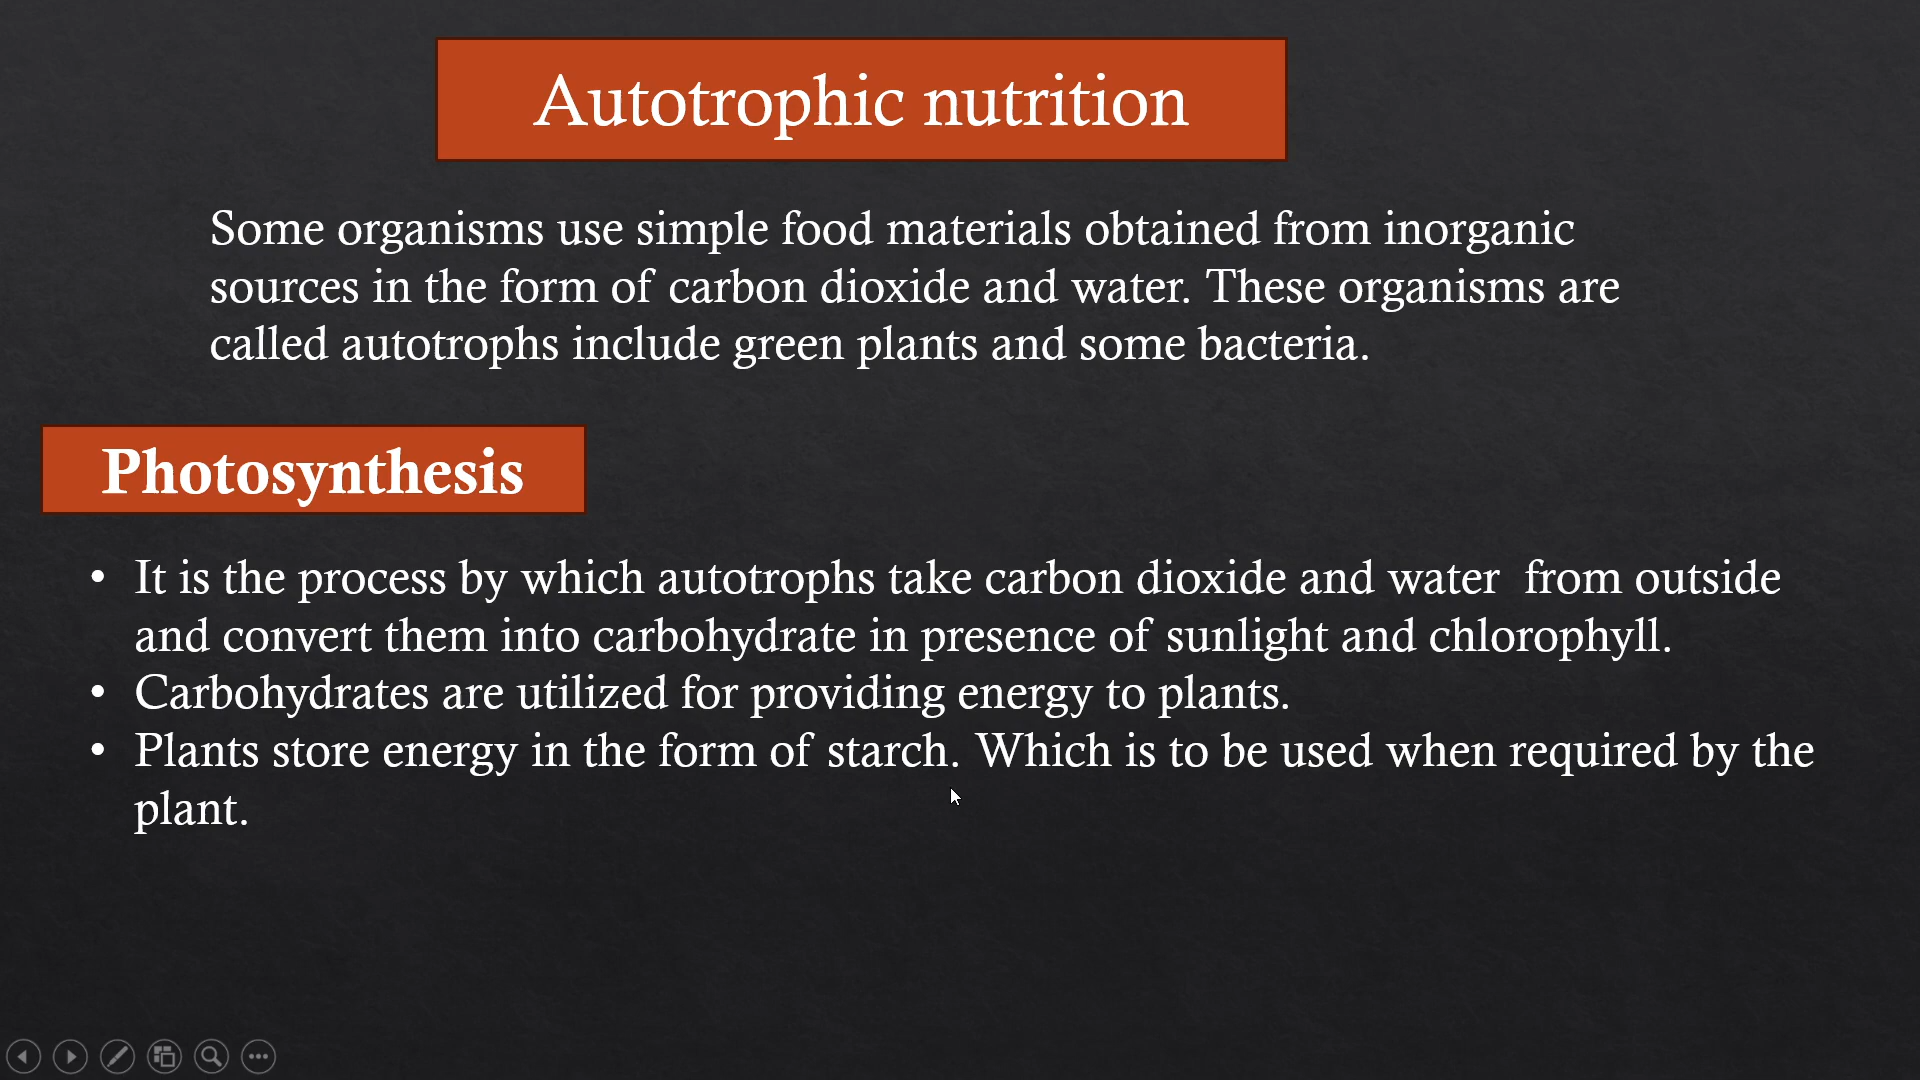 Autotrophic nutrition
Some organisms use simple food materials obtained from inorganic
sources in the form of carbon dioxide and water. These organisms are
called autotrophs include green plants and some bacteria.
Photosynthesis
• It is the process by which autotrophs take carbon dioxide and water  from outside
and convert them into carbohydrate in presence of sunlight and chlorophyll.
• Carbohydrates are utilized for providing energy to plants.
• Plants store energy in the form of starch. Which is to be used when required by the
plant.